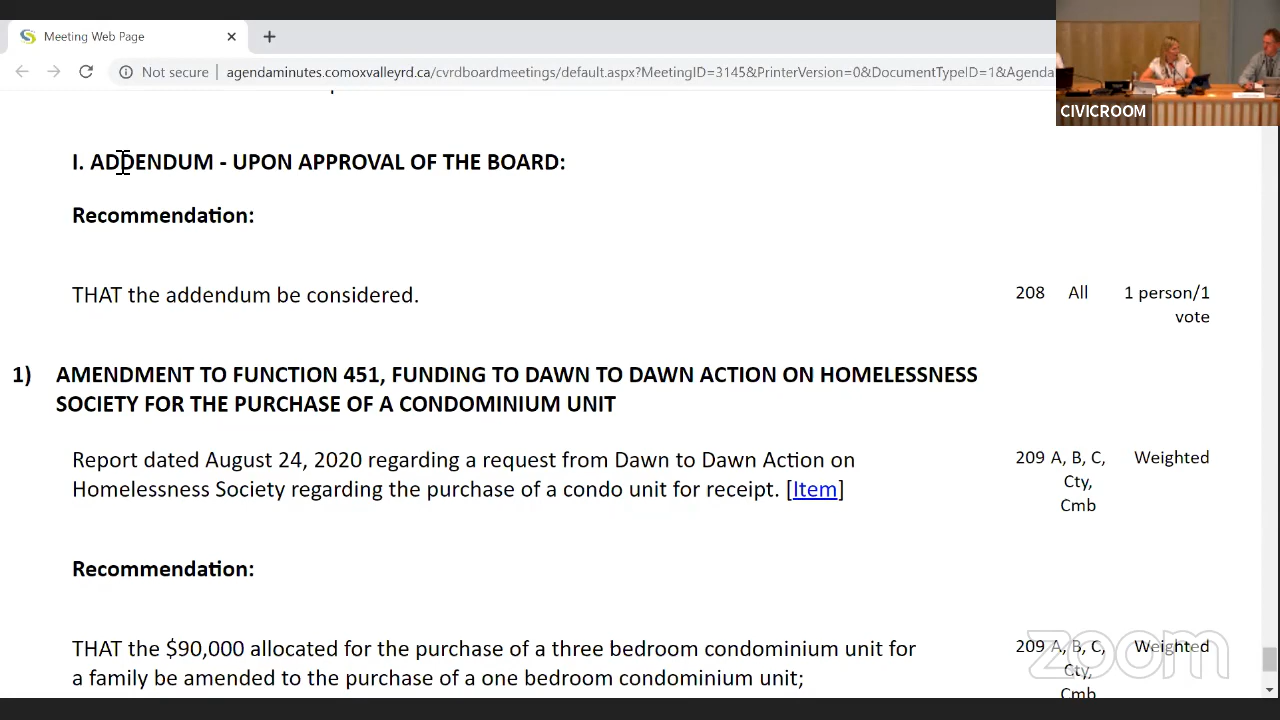 Meeting Web Page
Not secure agendaminutes.comoxvalleyrd.ca/cvrdboardmeetings/default.aspx?MeetingID=3145&PrinterVersion=0&DocumentTypeID=1&Agenda
CIVICROOM
I. ADDENDUM - UPON APPROVAL OF THE BOARD:
Recommendation:
THAT the addendum be considered. 208 All 1 person/1
vote
1) AMENDMENT TO FUNCTION 451, FUNDING TO DAWN TO DAWN ACTION ON HOMELESSNESS
SOCIETY FOR THE PURCHASE OF A CONDOMINIUM UNIT
Report dated August 24, 2020 regarding a request from Dawn to Dawn Action on 209 A, B, C, Weighted
Homelessness Society regarding the purchase of a condo unit for receipt. [Item] Cty,
Cmb
Recommendation:
THAT the $90,000 allocated for the purchase of a three bedroom condominium unit for 209 A, B, C, Weighted
a family be amended to the purchase of a one bedroom condominium unit; Cty,
Cmb
zoom